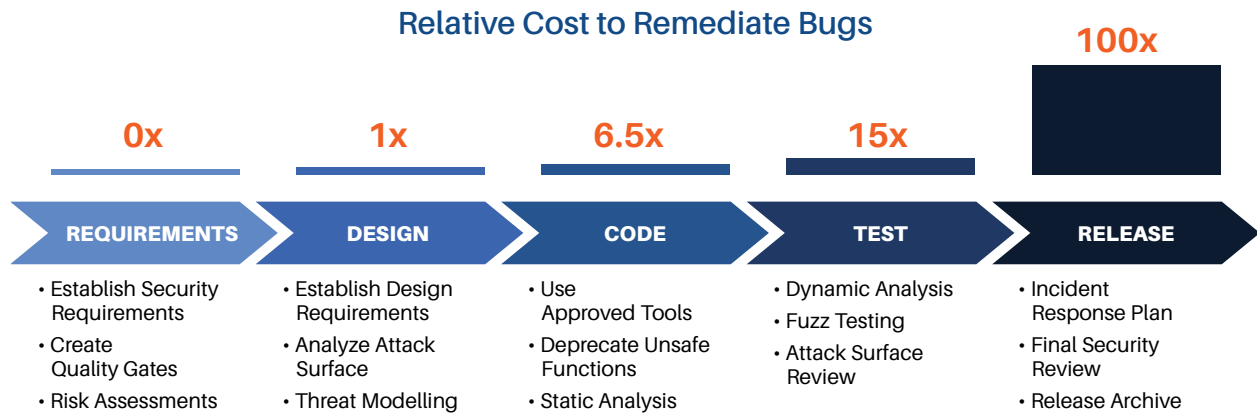 Relative Cost to Remediate Bugs
0x
1x
6.5x
15x
100x
REQUIREMENTS
DESIGN
CODE
TEST
RELEASE
• Establish Security
Requirements
• Create
Quality Gates
• Risk Assessments
• Establish Design
Requirements
• Analyze Attack
Surface
• Threat Modelling
• Use
Approved Tools
• Deprecate Unsafe
Functions
• Static Analysis
• Dynamic Analysis
• Fuzz Testing
• Attack Surface
Review
• Incident
Response Plan
• Final Security
Review
• Release Archive